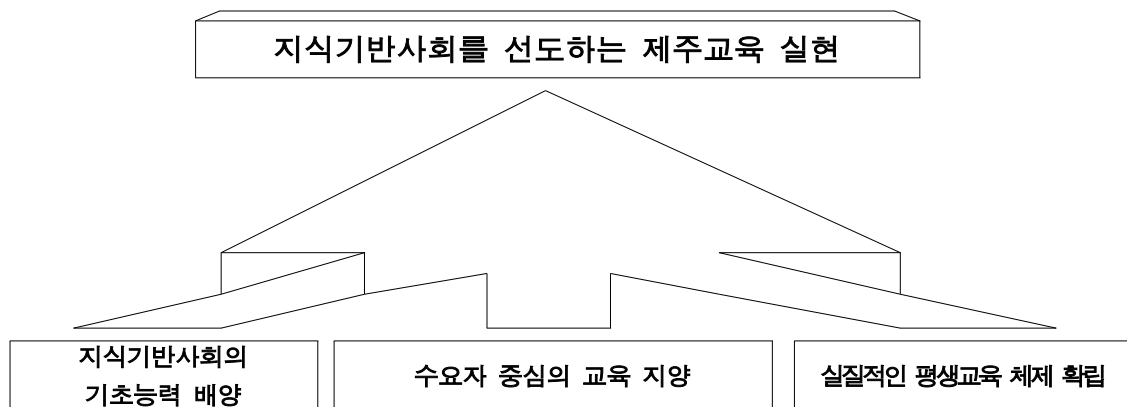 지식기반사회를 선도하는 제주교육 실현
지식기반사회의
기초능력 배양
수요자 중심의 교육 지양
실질적인 평생교육 체제 확립